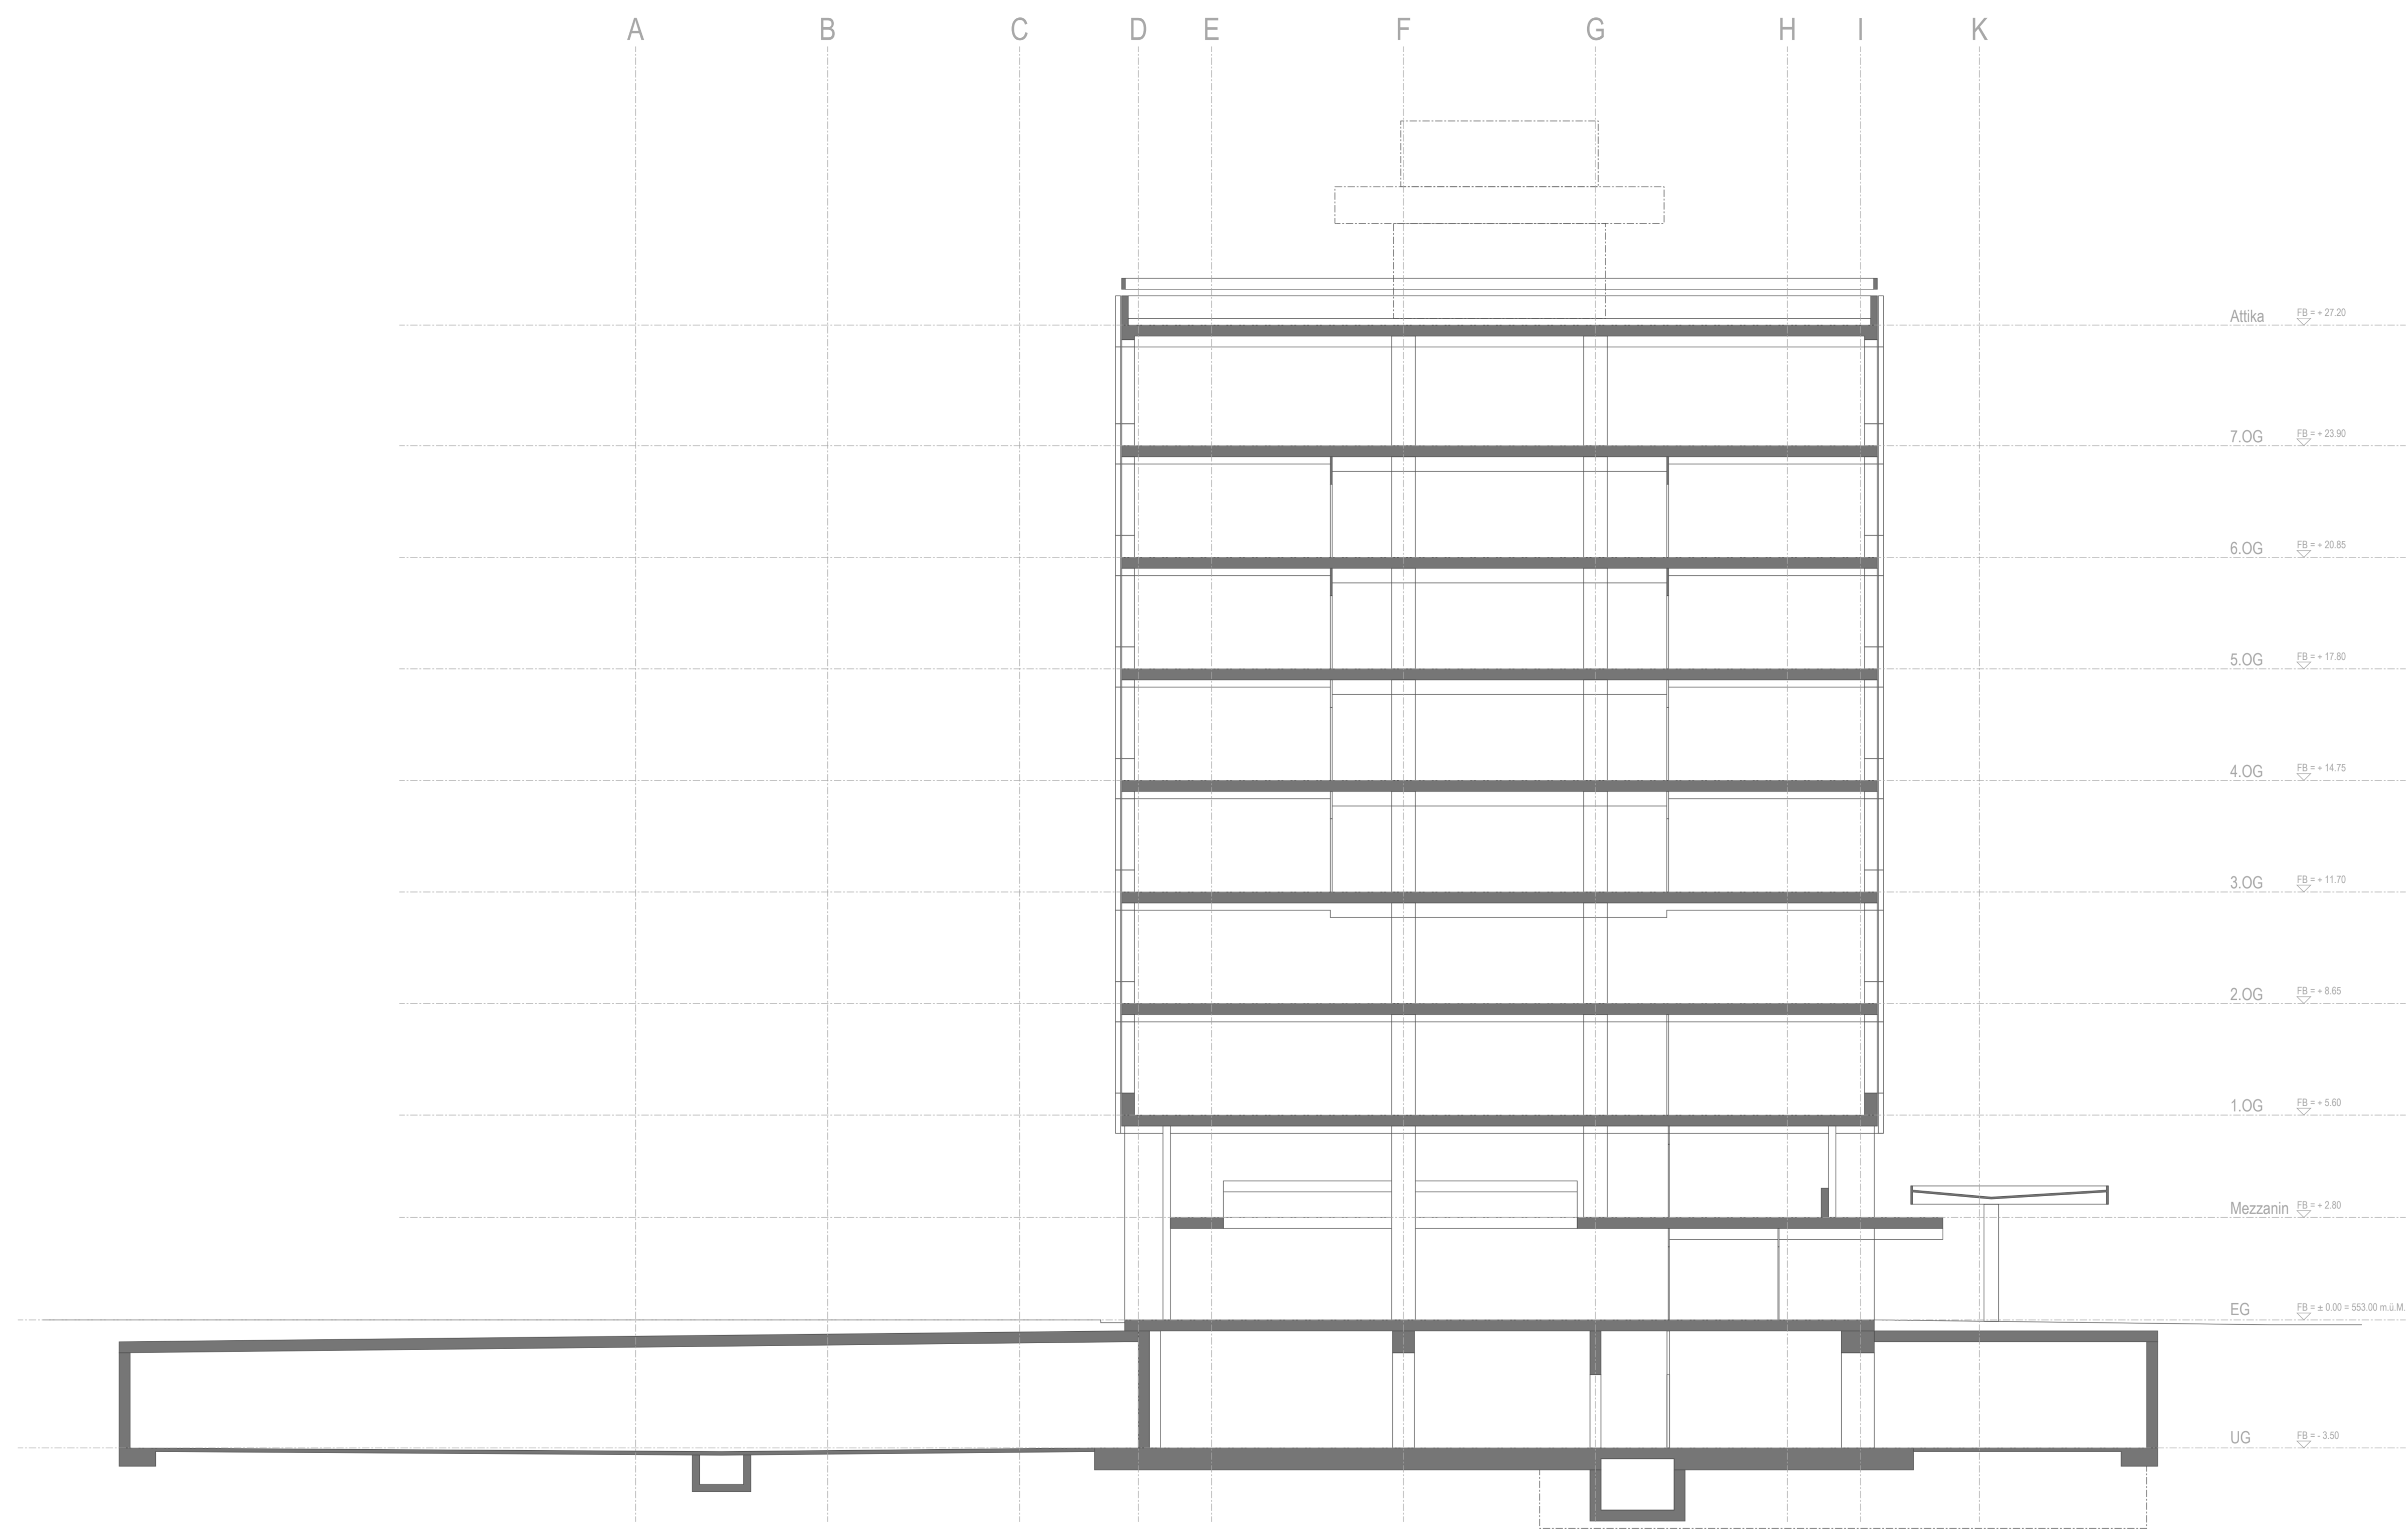 A B C D E F G H I K
Attika FB = + 27.20
7.OG FB = + 23.90
6.OG FB = + 20.85
5.OG FB = + 17.80
4.OG FB = + 14.75
3.OG FB = + 11.70
2.OG FB = + 8.65
1.OG FB = + 5.60
Mezzanin FB = + 2.80
EG FB = ± 0.00 = 553.00 m.ü.M.
UG FB = - 3.50